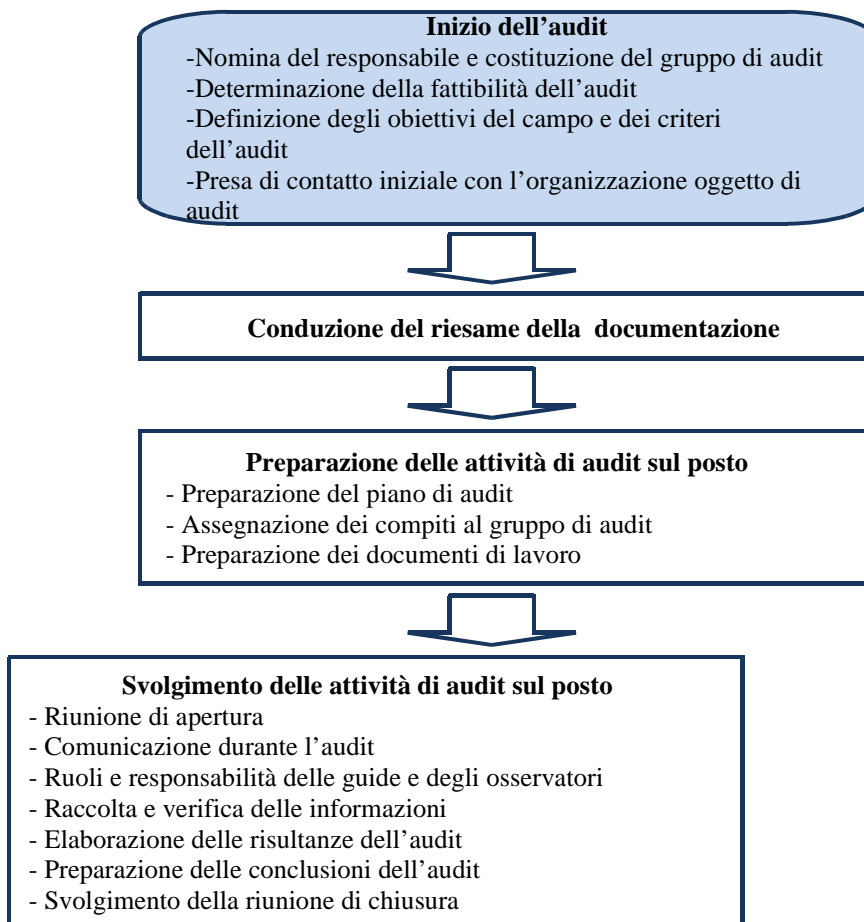 Inizio dell’audit
-Nomina del responsabile e costituzione del gruppo di audit
-Determinazione della fattibilità dell’audit
-Definizione degli obiettivi del campo e dei criteri
dell’audit
-Presa di contatto iniziale con l’organizzazione oggetto di
audit
Conduzione del riesame della documentazione
Preparazione delle attività di audit sul posto
- Preparazione del piano di audit
- Assegnazione dei compiti al gruppo di audit
- Preparazione dei documenti di lavoro
Svolgimento delle attività di audit sul posto
- Riunione di apertura
- Comunicazione durante l’audit
- Ruoli e responsabilità delle guide e degli osservatori
- Raccolta e verifica delle informazioni
- Elaborazione delle risultanze dell’audit
- Preparazione delle conclusioni dell’audit
- Svolgimento della riunione di chiusura